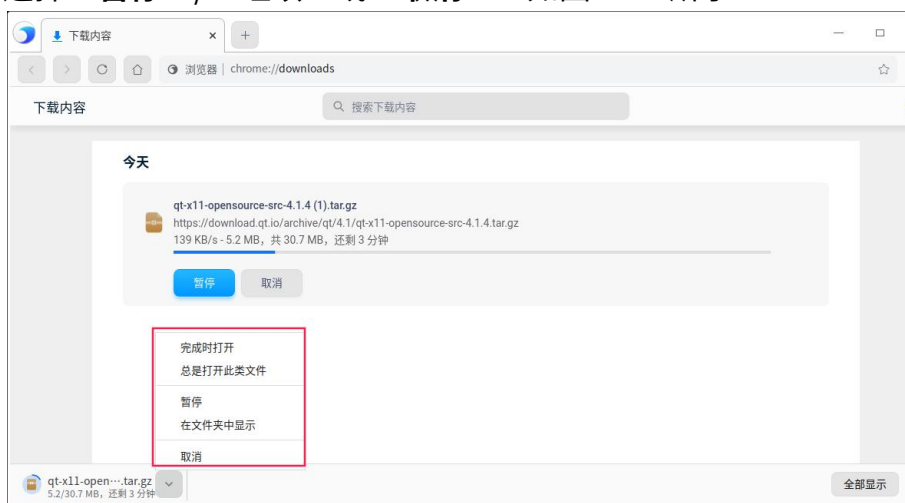 下载内容
浏览器 | chrome://downloads
下载内容
搜索下载内容
今天
qt-x11-opensource-src-4.1.4 (1).tar.gz
https://download.qt.io/archive/qt/4.1/qt-x11-opensource-src-4.1.4.tar.gz
139 KB/s - 5.2 MB，共 30.7 MB，还剩 3 分钟
暂停 取消
完成时打开
总是打开此类文件
暂停
在文件夹中显示
取消
qt-x11-open⋯.tar.gz
5.2/30.7 MB，还剩 3 分钟
全部显示